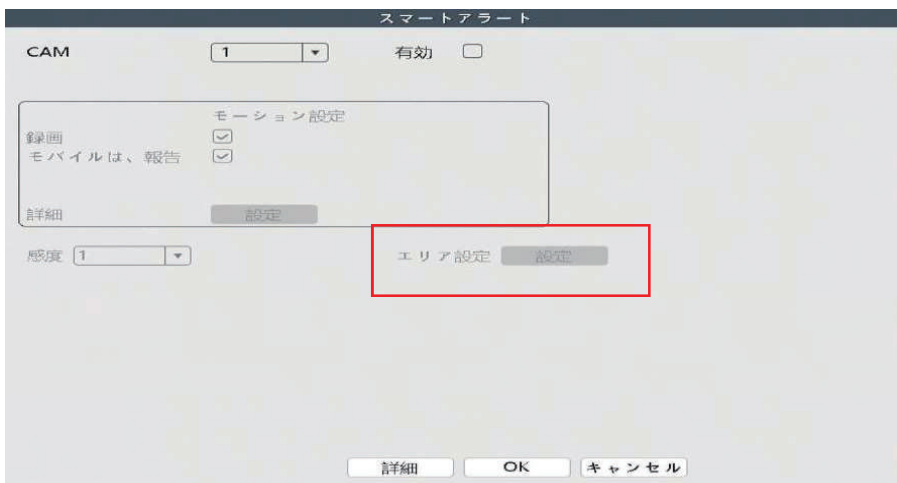 スマートアラート
CAM 1 有効
モーション設定
録画
モバイルは、報告
詳細 設定
感度 1 エリア設定 設定
詳細 OK キャンセル